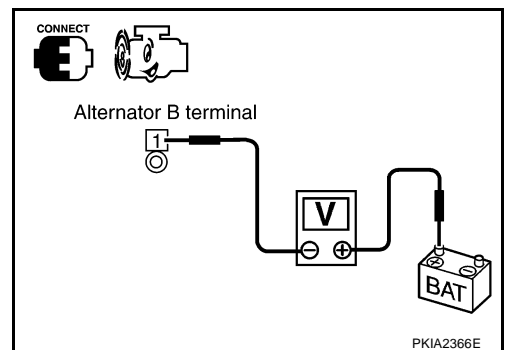 CONNECT
Alternator B terminal
1
V
− +
+ −
BAT
PKIA2366E